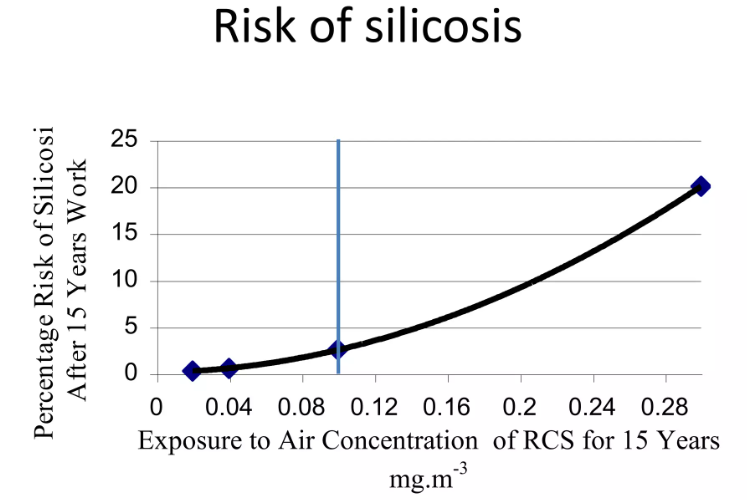 Risk of silicosis
Percentage Risk of Silicosi
After 15 Years Work
25
20
15
10
5
0
0 0.04 0.08 0.12 0.16 0.2 0.24 0.28
Exposure to Air Concentration of RCS for 15 Years
mg.m-3